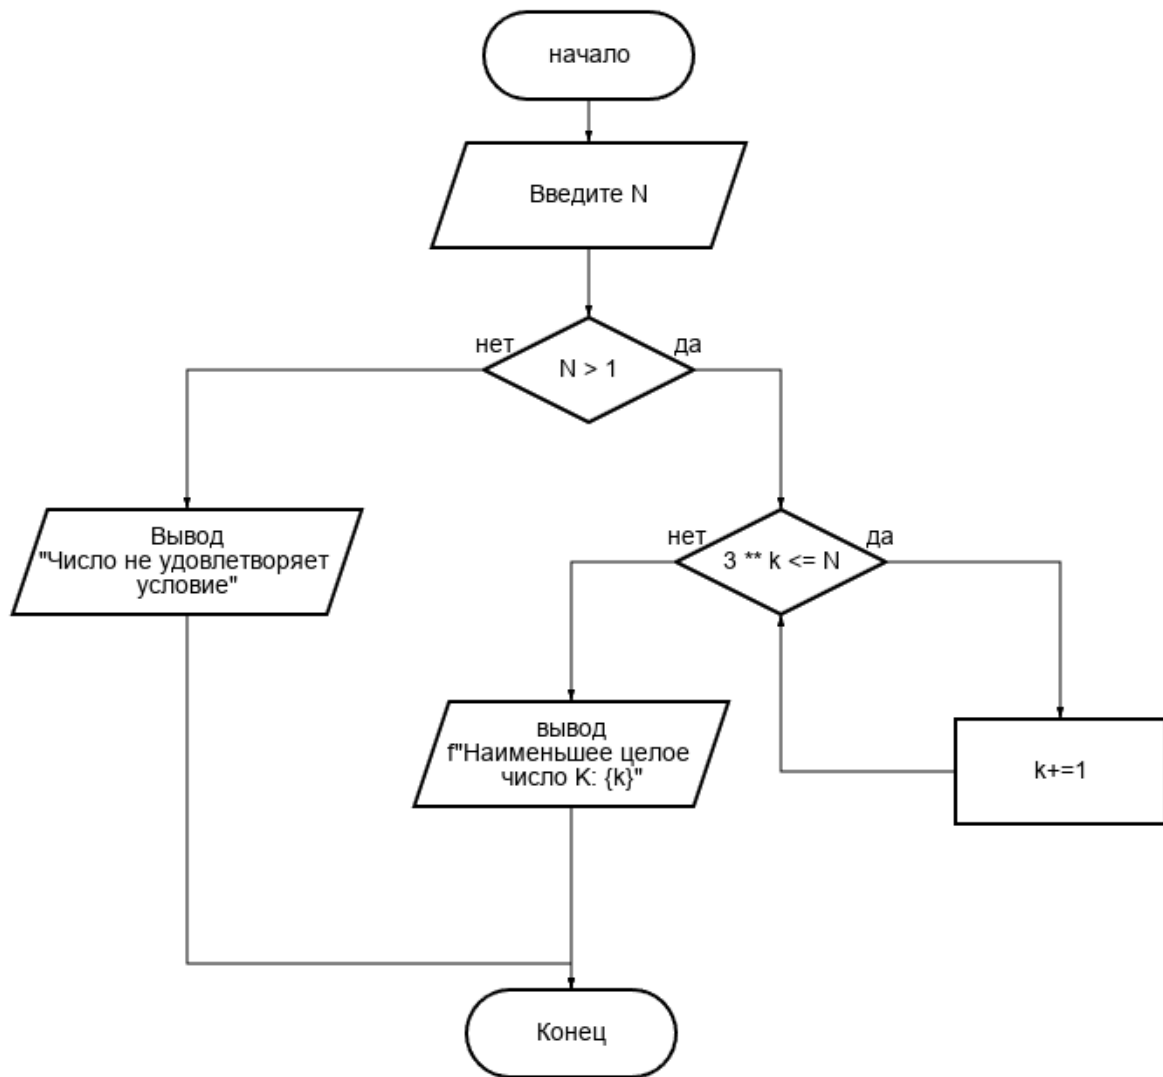 начало
Введите N
нет
да
N > 1
Вывод
"Число не удовлетворяет
условие"
нет
да
3 ** k <= N
вывод
f"Наименьшее целое
число K: {k}"
k+=1
Конец